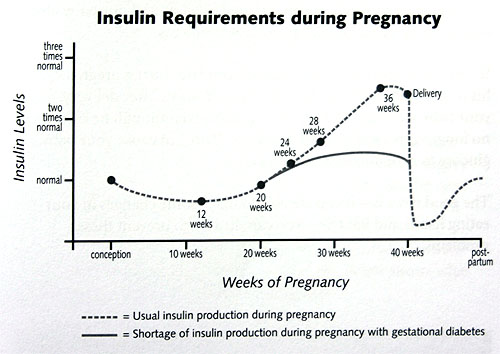 Insulin Requirements during Pregnancy
three
times
normal
two
times
normal
normal
Insulin Levels
12
weeks
20
weeks
24
weeks
28
weeks
36
weeks
Delivery
conception
10 weeks
20 weeks
30 weeks
40 weeks
post-
partum
Weeks of Pregnancy
= Usual insulin production during pregnancy
= Shortage of insulin production during pregnancy with gestational diabetes